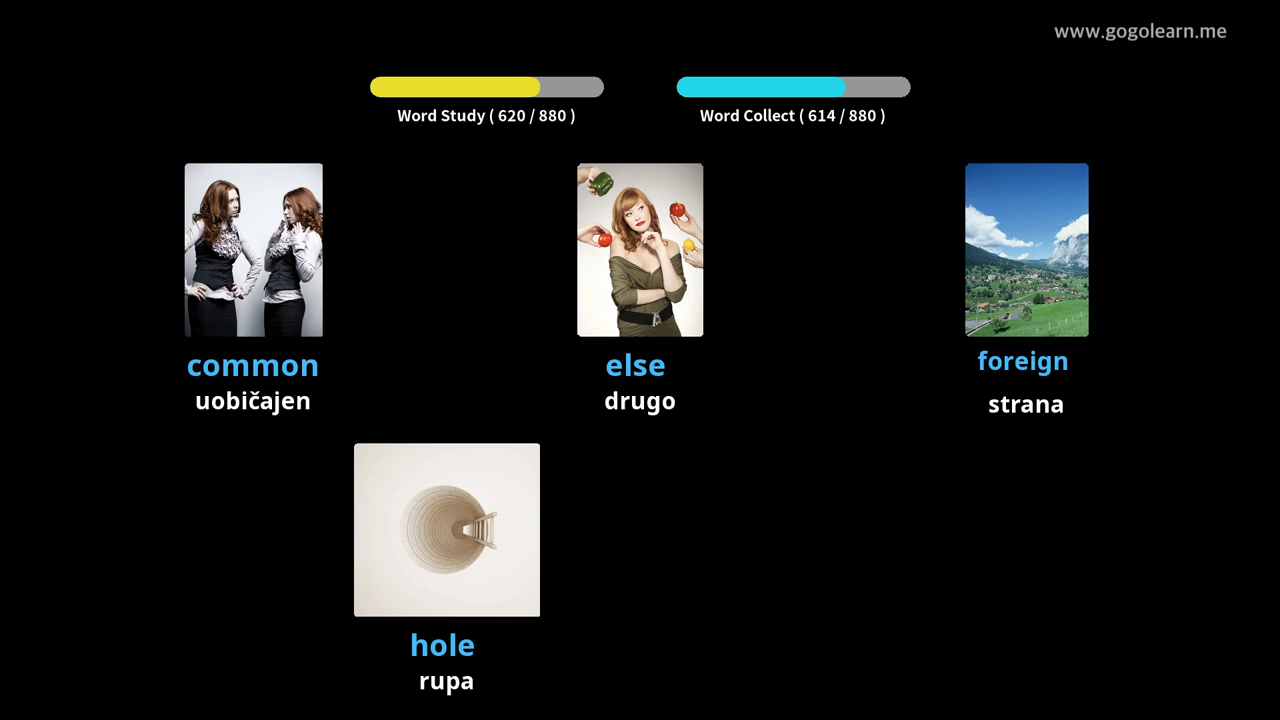 www.gogolearn.me
Word Study ( 620 / 880 )
Word Collect ( 614 / 880 )
common
uobičajen
else
drugo
foreign
strana
hole
rupa